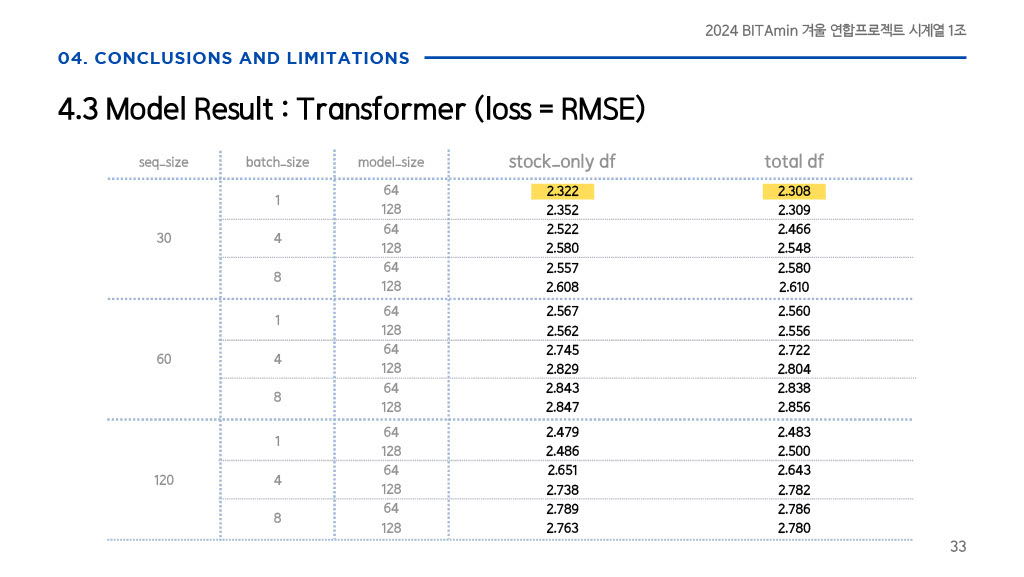 2024 BITAmin 겨울 연합프로젝트 시계열 1조
04. CONCLUSIONS AND LIMITATIONS
4.3 Model Result : Transformer (loss = RMSE)
seq_size batch_size model_size stock_only df total df
30 1 64 2.322 2.308
128 2.352 2.309
4 64 2.522 2.466
128 2.580 2.548
8 64 2.557 2.580
128 2.608 2.610
60 1 64 2.567 2.560
128 2.562 2.556
4 64 2.745 2.722
128 2.829 2.804
8 64 2.843 2.838
128 2.847 2.856
120 1 64 2.479 2.483
128 2.486 2.500
4 64 2.651 2.643
128 2.738 2.782
8 64 2.789 2.786
128 2.763 2.780
33